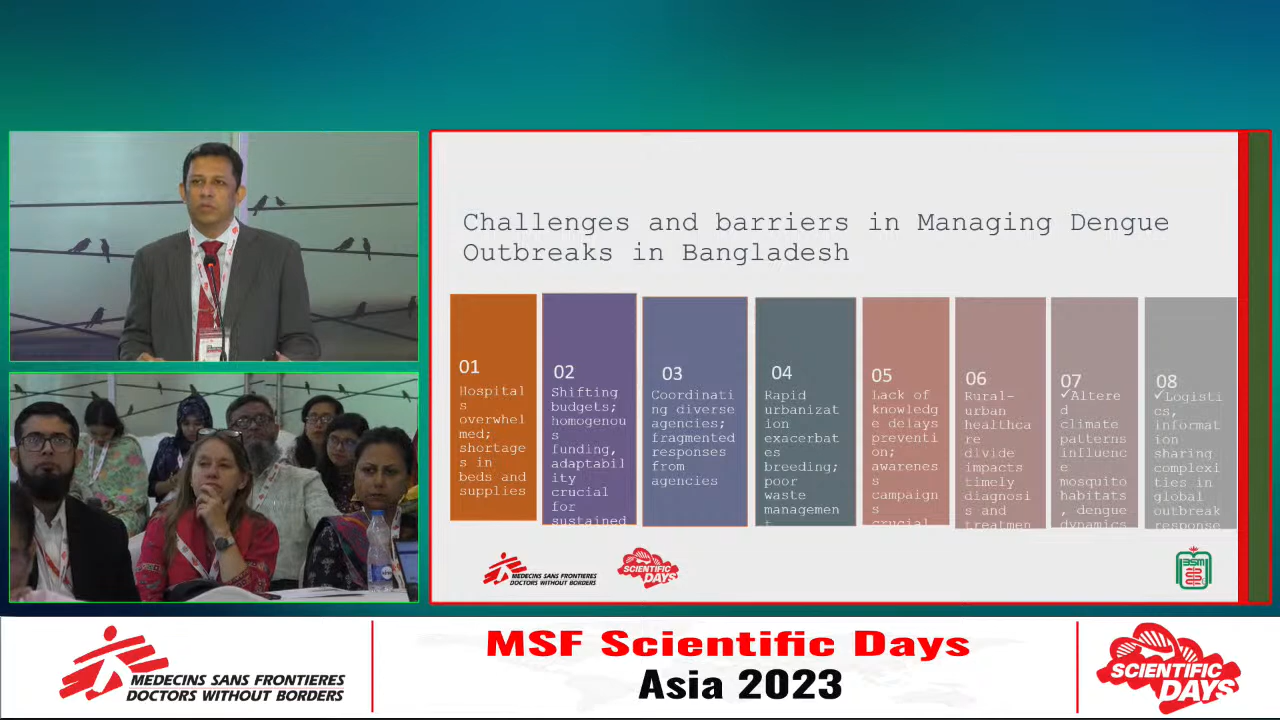 Challenges and barriers in Managing Dengue
Outbreaks in Bangladesh
01
Hospital
s
overwhel
med;
shortage
s in
beds and
supplies
02
Shifting
budgets;
homogenou
s
funding,
adaptabil
ity
crucial
for
sustained
03
Coordinati
ng diverse
agencies;
fragmented
responses
from
agencies
04
Rapid
urbanizat
ion
exacerbat
es
breeding;
poor
waste
managemen
t
05
Lack of
knowledg
e delays
preventi
on;
awarenes
s
campaign
s
crucial
06
Rural-
urban
healthca
re
divide
impacts
timely
diagnosi
s and
treatmen
07
✓Altere
d
climate
patterns
influenc
e
mosquito
habitats
, dengue
dynamics
08
✓Logisti
cs,
informat
ion
sharing
complexi
ties in
global
outbreak
response
MEDECINS SANS FRONTIERES
DOCTORS WITHOUT BORDERS
SCIENTIFIC
DAYS
MEDECINS SANS FRONTIERES
DOCTORS WITHOUT BORDERS
MSF Scientific Days
Asia 2023
SCIENTIFIC
DAYS